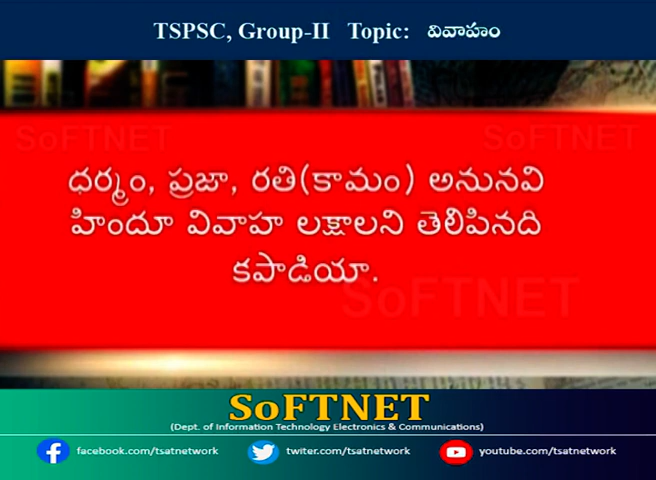 TSPSC, Group-II Topic: వివాహం
SoFTNET SoFTNET
ధర్మం, ప్రజా, రతి(కామం) అనునవి
హిందూ వివాహ లక్షాలని తెలిపినది
కపాడియా.
SoFTNET
SoFTNET
(Dept. of Information Technology Electronics & Communications)
facebook.com/tsatnetwork twiter.com/tsatnetwork youtube.com/tsatnetwork